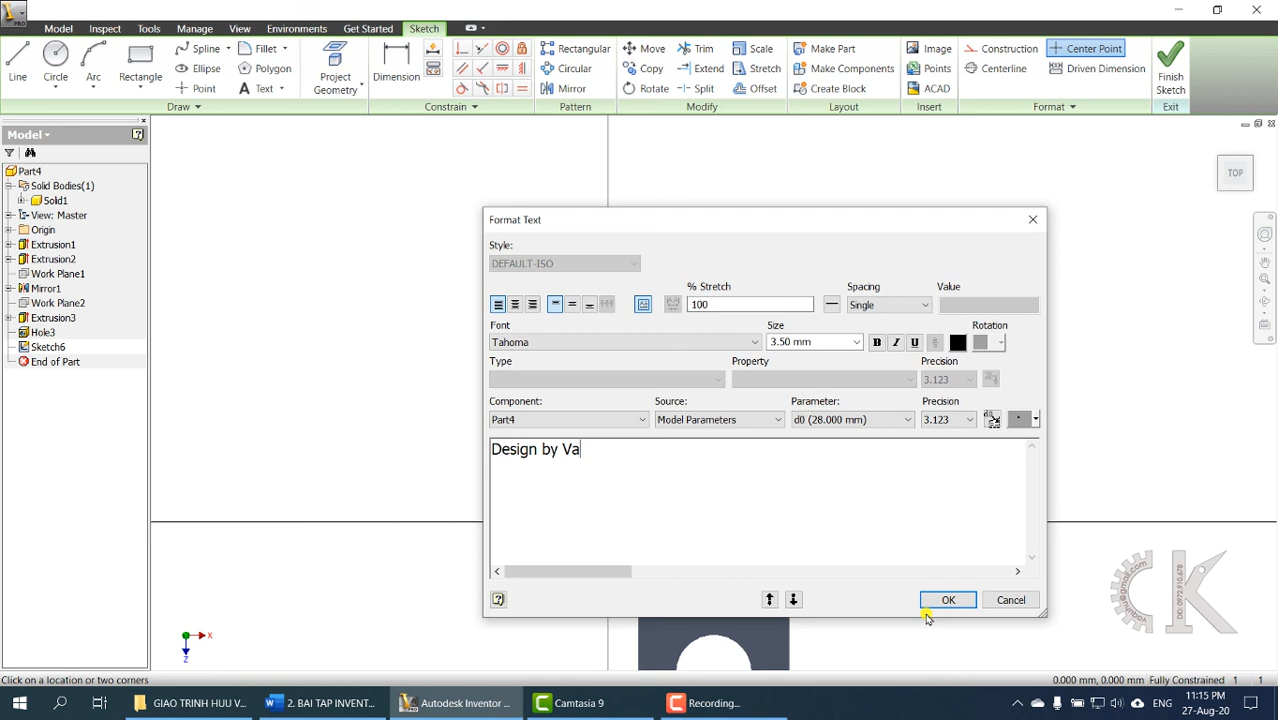 PRO
Model Inspect Tools Manage View Environments Get Started Sketch
Line Circle Arc Rectangle Spline Fillet Ellipse Polygon Point Text Project Geometry Dimension Rectangular Circular Mirror Move Trim Scale Copy Extend Stretch Rotate Split Offset Make Part Make Components Create Block Image Points ACAD Construction Center Point Centerline Driven Dimension Finish Sketch
Draw Constrain Pattern Modify Layout Insert Format Exit
Model
Part4
Solid Bodies(1)
Solid1
View: Master
Origin
Extrusion1
Extrusion2
Work Plane1
Mirror1
Work Plane2
Extrusion3
Hole3
Sketch6
End of Part
TOP
Format Text
Style:
DEFAULT-ISO
% Stretch Spacing Value
100 Single
Font Size Rotation
Tahoma 3.50 mm B I U
Type Property Precision
3.123
Component: Source: Parameter: Precision
Part4 Model Parameters d0 (28.000 mm) 3.123
Design by Va
OK Cancel
X
Z
Click on a location or two corners 0.000 mm, 0.000 mm Fully Constrained 1 1
GIAO TRINH HUU V... 2. BAI TAP INVENT... Autodesk Inventor ... Camtasia 9 Recording... ENG 11:15 PM
27-Aug-20